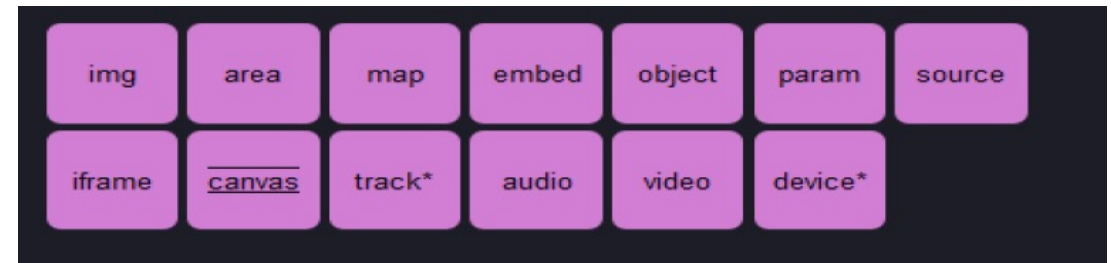 img area map embed object param source
iframe canvas track* audio video device*